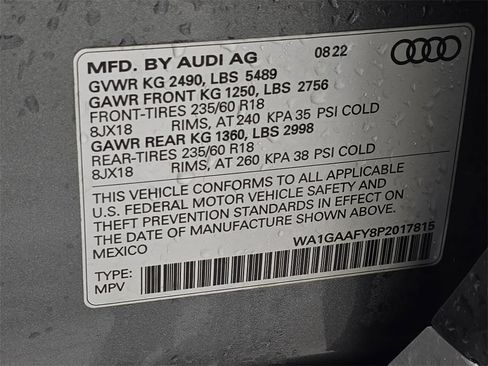 MFD. BY AUDI AG 08 22
GVWR KG 2490, LBS 5489
GAWR FRONT KG 1250, LBS 2756
FRONT-TIRES 235/60 R18
8JX18 RIMS, AT 240 KPA 35 PSI COLD
GAWR REAR KG 1360, LBS 2998
REAR-TIRES 235/60 R18
8JX18 RIMS, AT 260 KPA 38 PSI COLD
THIS VEHICLE CONFORMS TO ALL APPLICABLE
U.S. FEDERAL MOTOR VEHICLE SAFETY AND
THEFT PREVENTION STANDARDS IN EFFECT ON
THE DATE OF MANUFACTURE SHOWN ABOVE.
MEXICO WA1GAAFY8P2017815
TYPE:
MPV